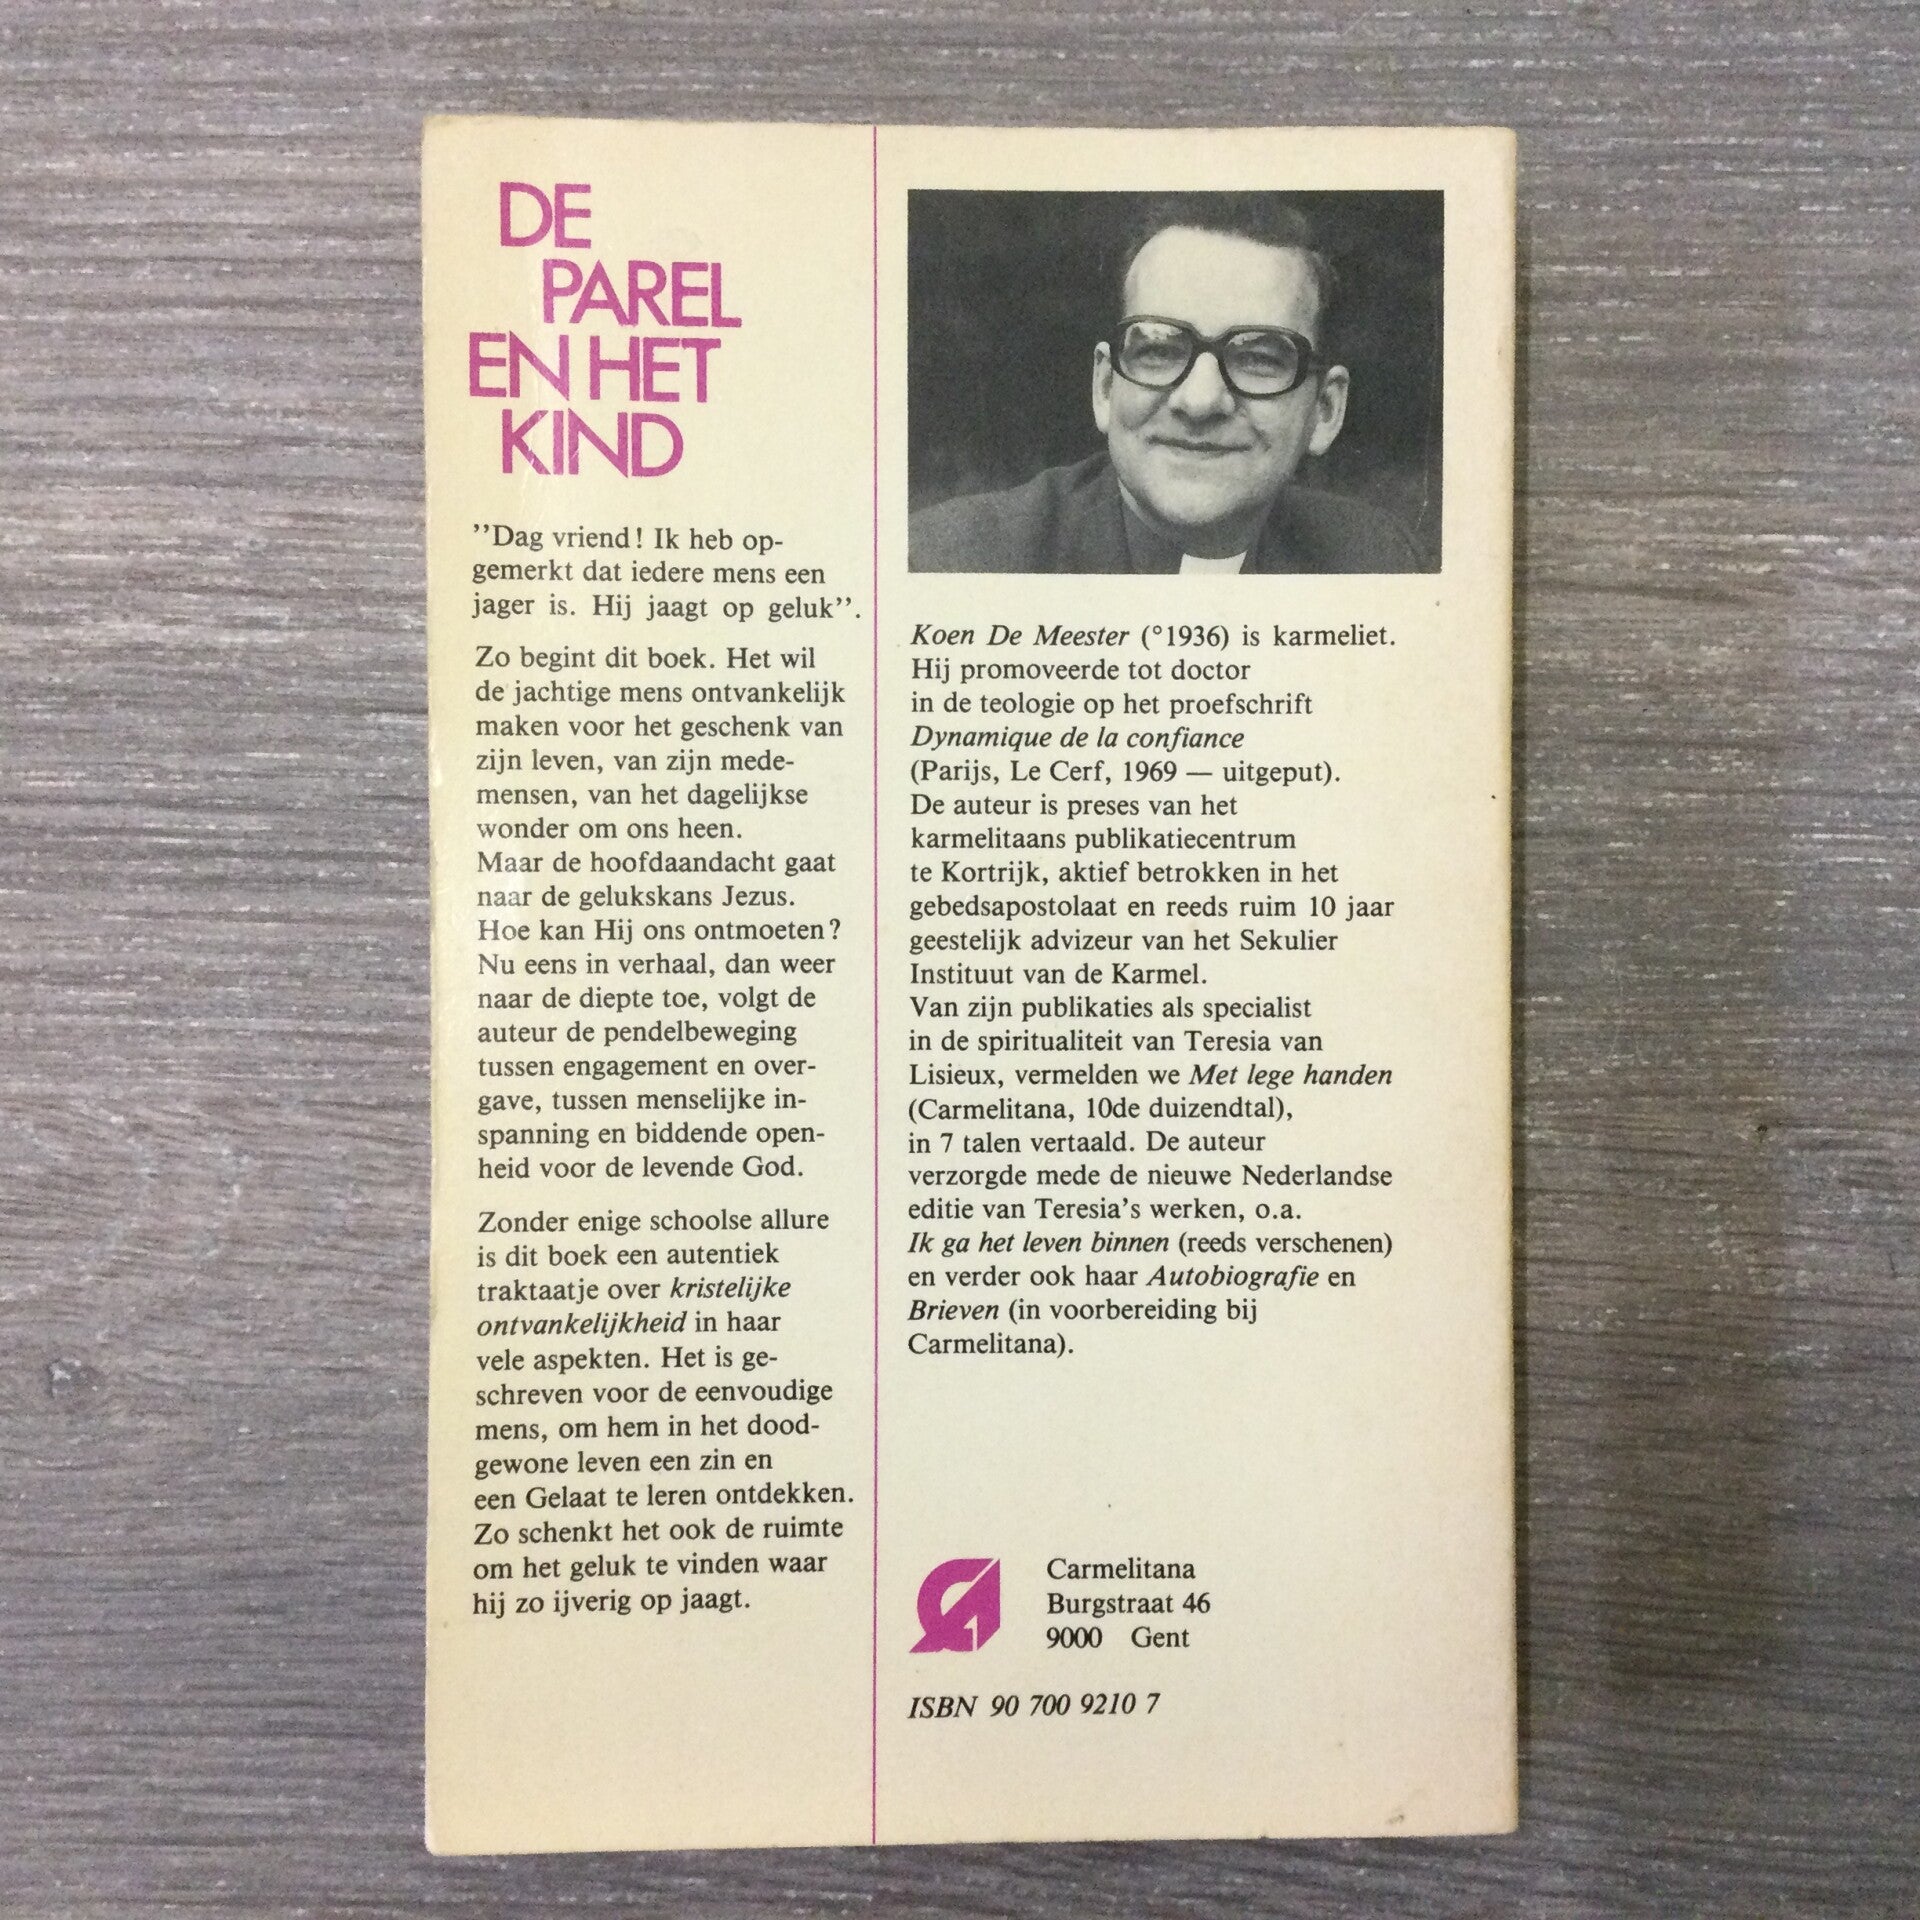 DE
PAREL
EN HET
KIND
''Dag vriend! Ik heb op-
gemerkt dat iedere mens een
jager is. Hij jaagt op geluk''.
Zo begint dit boek. Het wil
de jachtige mens ontvankelijk
maken voor het geschenk van
zijn leven, van zijn mede-
mensen, van het dagelijkse
wonder om ons heen.
Maar de hoofdaandacht gaat
naar de gelukskans Jezus.
Hoe kan Hij ons ontmoeten?
Nu eens in verhaal, dan weer
naar de diepte toe, volgt de
auteur de pendelbeweging
tussen engagement en over-
gave, tussen menselijke in-
spanning en biddende open-
heid voor de levende God.
Zonder enige schoolse allure
is dit boek een autentiek
traktaatje over kristelijke
ontvankelijkheid in haar
vele aspekten. Het is ge-
schreven voor de eenvoudige
mens, om hem in het dood-
gewone leven een zin en
een Gelaat te leren ontdekken.
Zo schenkt het ook de ruimte
om het geluk te vinden waar
hij zo ijverig op jaagt.
Koen De Meester (°1936) is karmeliet.
Hij promoveerde tot doctor
in de teologie op het proefschrift
Dynamique de la confiance
(Parijs, Le Cerf, 1969 — uitgeput).
De auteur is preses van het
karmelitaans publikatiecentrum
te Kortrijk, aktief betrokken in het
gebedsapostolaat en reeds ruim 10 jaar
geestelijk advizeur van het Sekulier
Instituut van de Karmel.
Van zijn publikaties als specialist
in de spiritualiteit van Teresia van
Lisieux, vermelden we Met lege handen
(Carmelitana, 10de duizendtal),
in 7 talen vertaald. De auteur
verzorgde mede de nieuwe Nederlandse
editie van Teresia's werken, o.a.
Ik ga het leven binnen (reeds verschenen)
en verder ook haar Autobiografie en
Brieven (in voorbereiding bij
Carmelitana).
Carmelitana
Burgstraat 46
9000 Gent
ISBN 90 700 9210 7